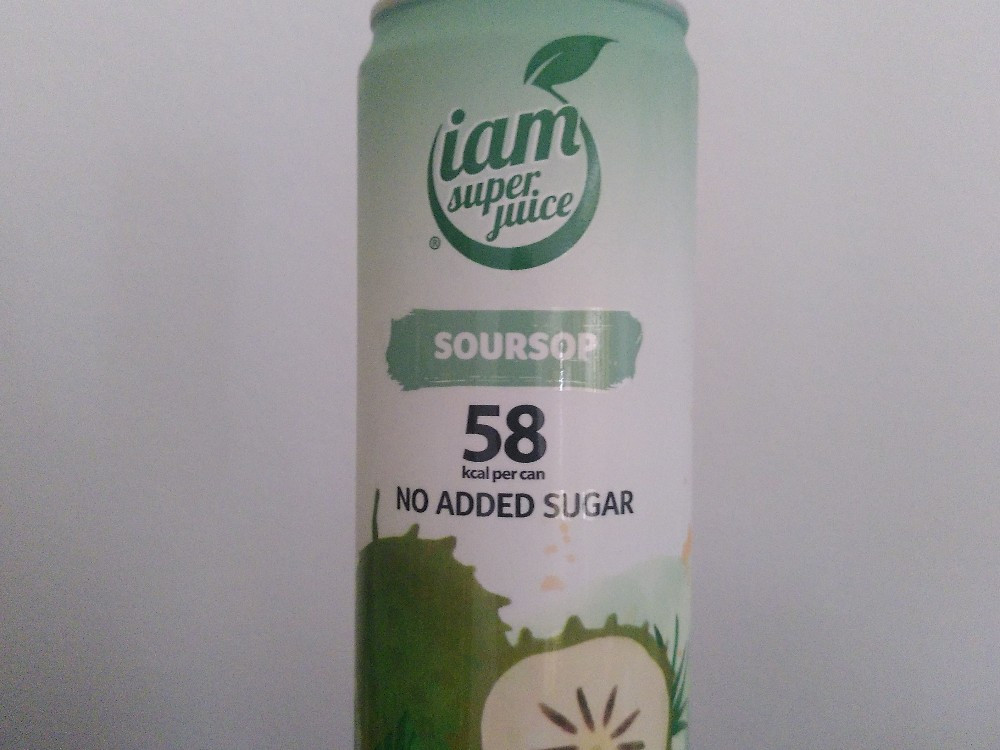 iam
super
juice
®
SOURSOP
58
kcal per can
NO ADDED SUGAR